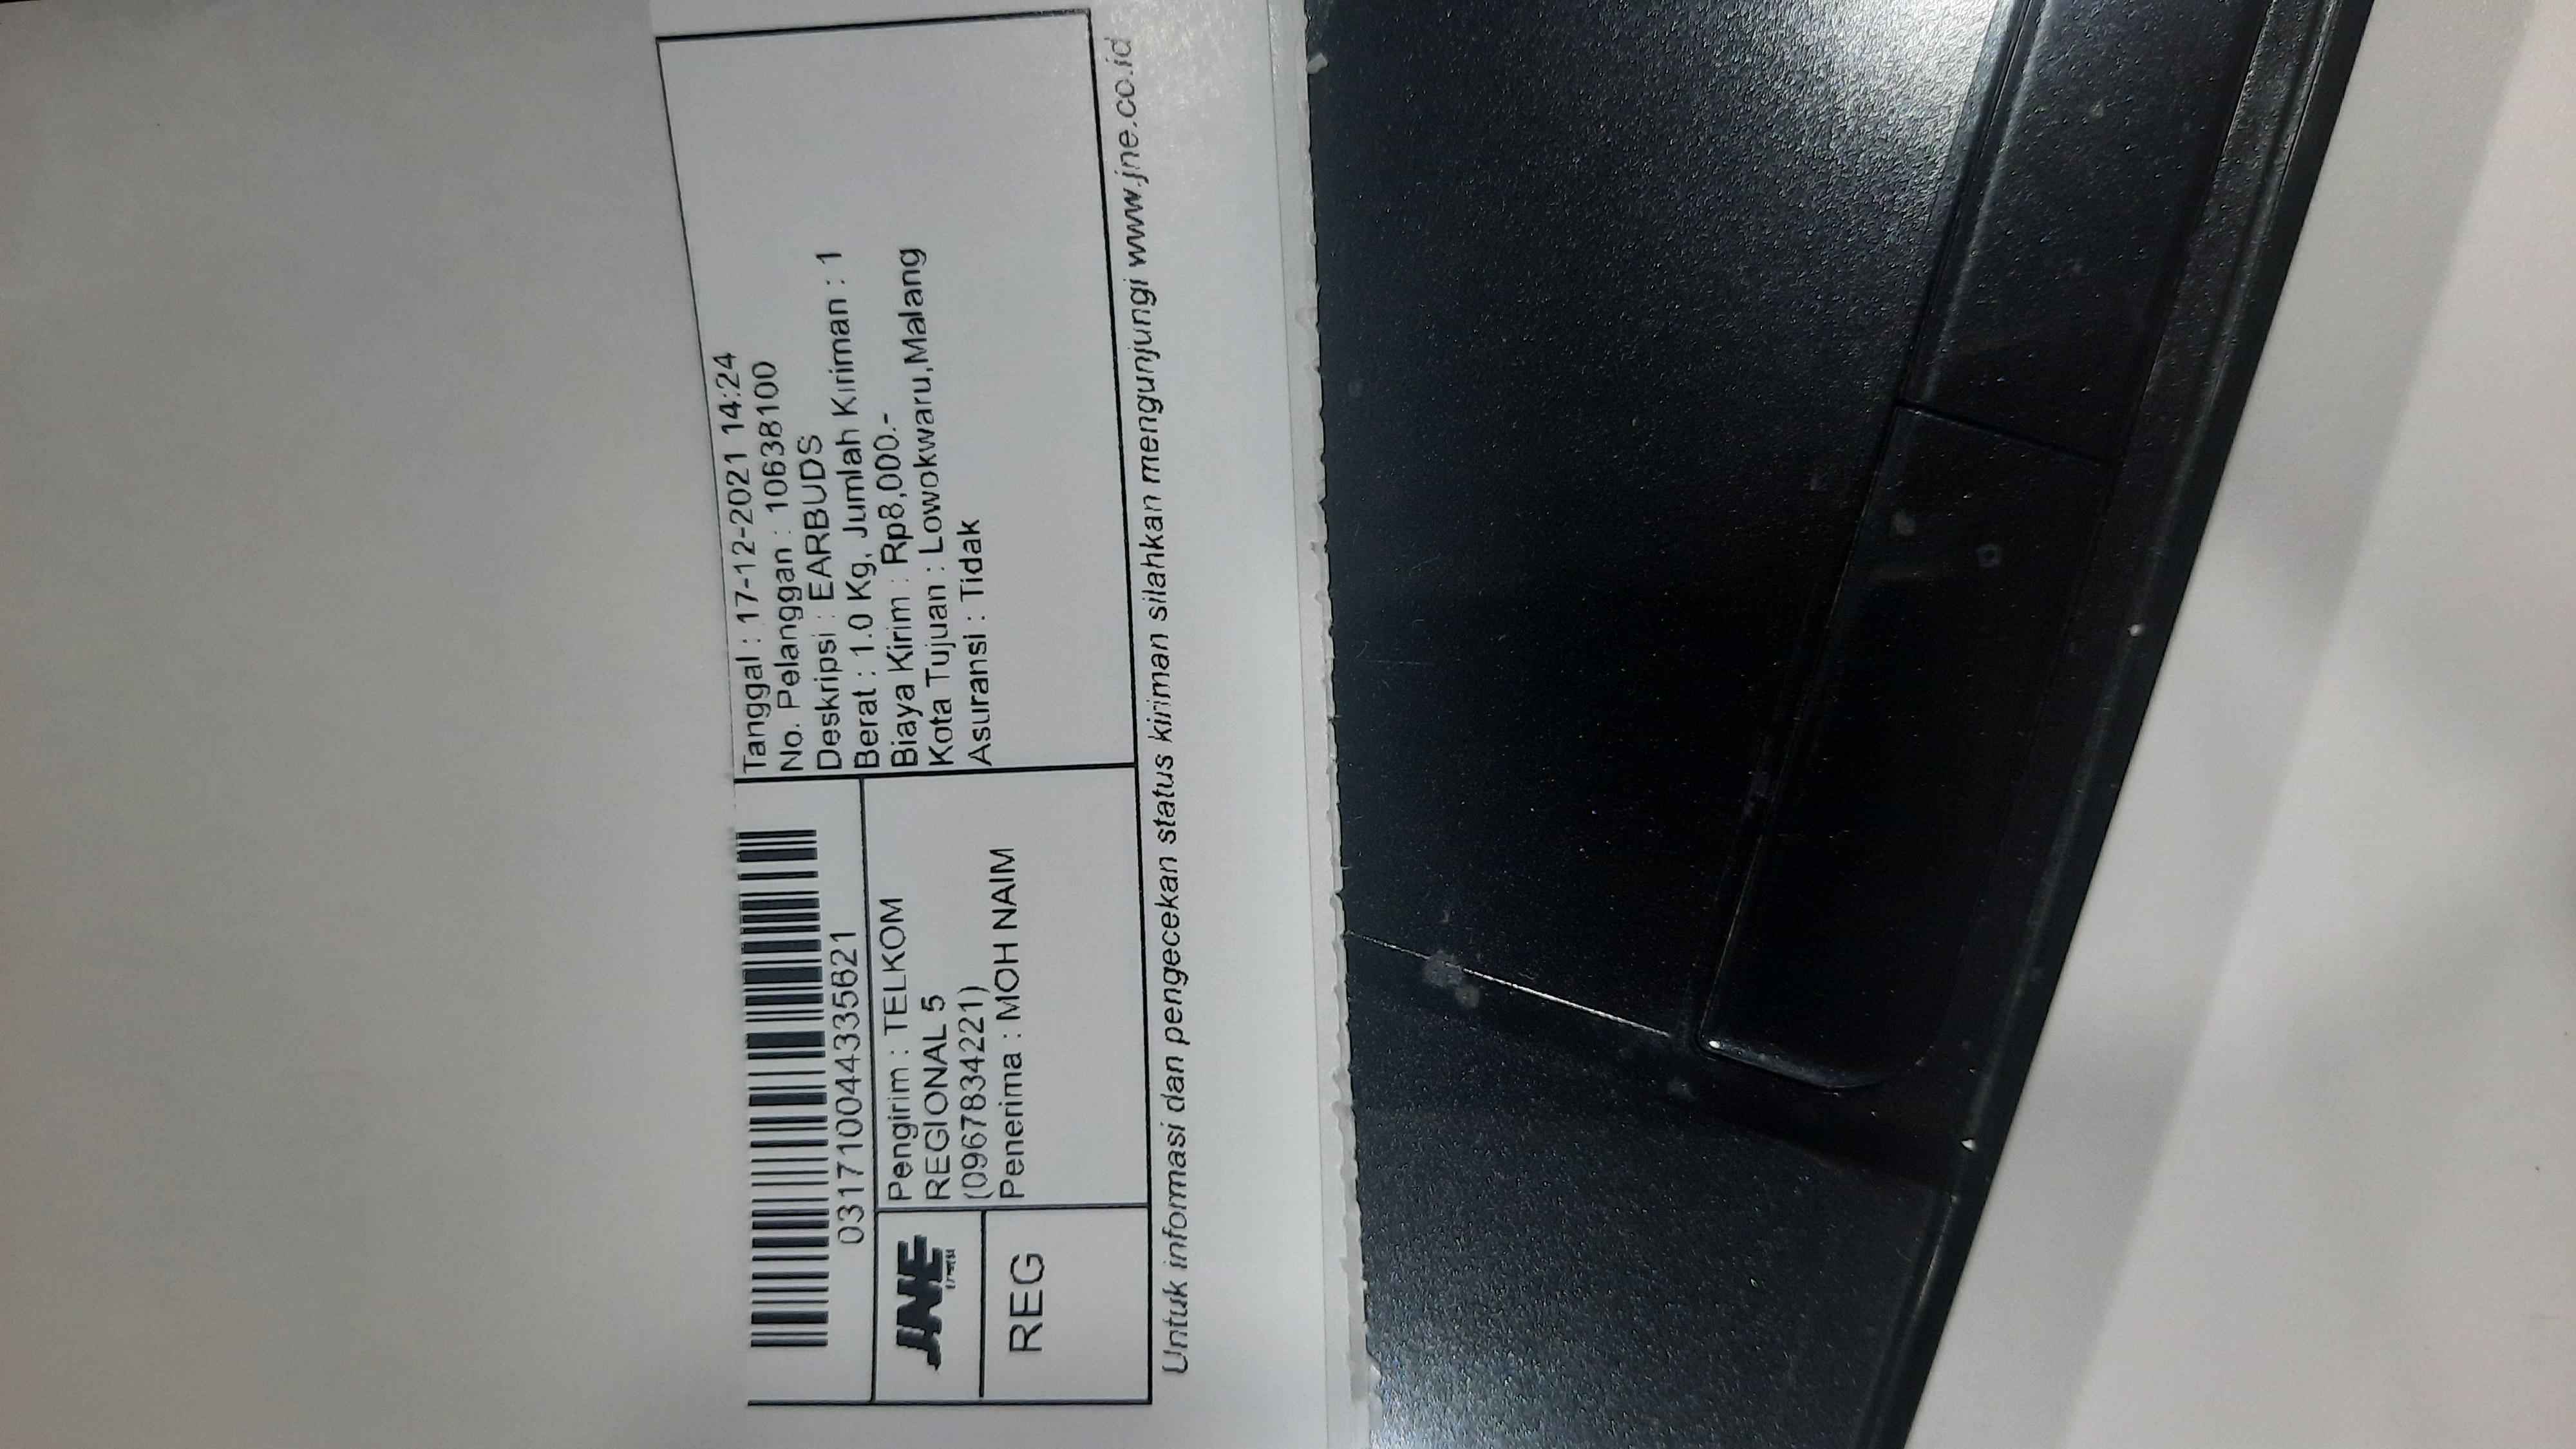 031710044335621
JNE
REG
Pengirim : TELKOM
REGIONAL 5
(0967834221)
Penerima : MOH NAIM
Tanggal : 17-12-2021 14:24
No. Pelanggan : 10638100
Deskripsi : EARBUDS
Berat : 1.0 Kg, Jumlah Kiriman : 1
Biaya Kirim : Rp8,000.-
Kota Tujuan : Lowokwaru,Malang
Asuransi : Tidak
Untuk informasi dan pengecekan status kiriman silahkan mengunjungi www.jne.co.id